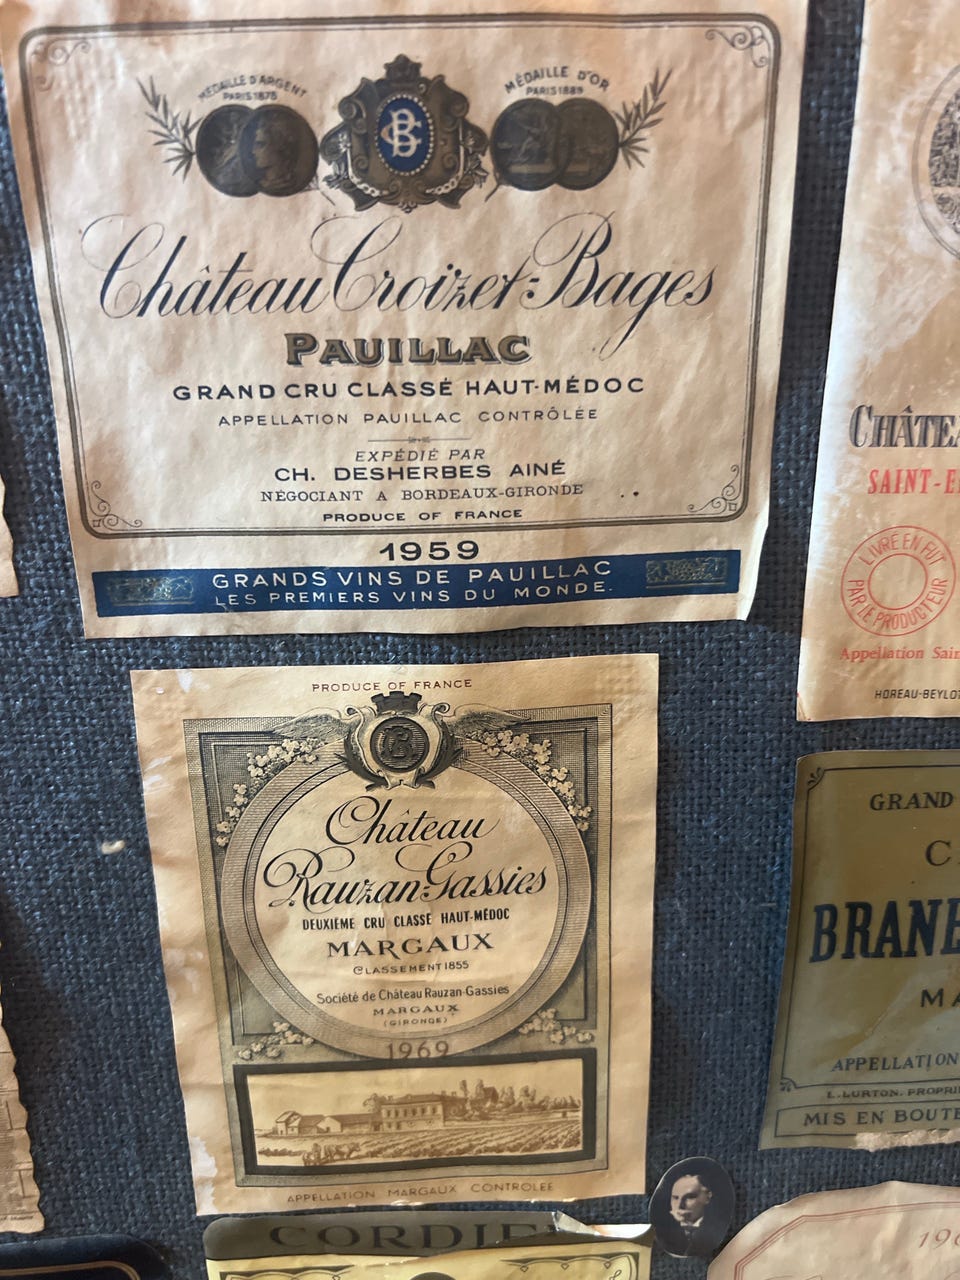 MÉDAILLE D'ARGENT
PARIS 1878
MÉDAILLE D'OR
PARIS 1889
Château Croizet-Bages
PAUILLAC
GRAND CRU CLASSÉ HAUT-MÉDOC
APPELLATION PAUILLAC CONTRÔLÉE
EXPÉDIÉ PAR
CH. DESHERBES AINÉ
NÉGOCIANT A BORDEAUX-GIRONDE
PRODUCE OF FRANCE
1959
GRANDS VINS DE PAUILLAC
LES PREMIERS VINS DU MONDE.
PRODUCE OF FRANCE
Château
Rauzan-Gassies
DEUXIÈME CRU CLASSÉ HAUT-MÉDOC
MARGAUX
CLASSEMENT 1855
Société de Château Rauzan-Gassies
MARGAUX
(GIRONDE)
1969
APPELLATION MARGAUX CONTROLÉE
CORDIE
CHÂTEA
SAINT-E
LIVRÉ EN FUT
PAR LE PRODUCTEUR
Appellation Sain
HOREAU-BEYLOT
GRAND
C
BRANE
MA
APPELLATION
L. LURTON, PROPRI
MIS EN BOUTE
196